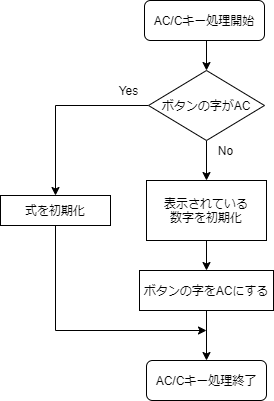 AC/Cキー処理開始
ボタンの字がAC
Yes
No
式を初期化
表示されている
数字を初期化
ボタンの字をACにする
AC/Cキー処理終了